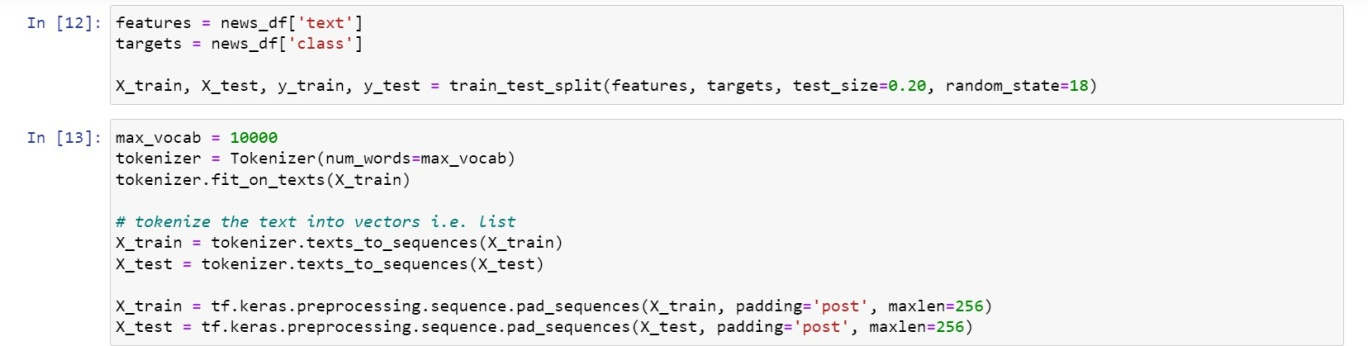 In [12]: features = news_df['text']
targets = news_df['class']
X_train, X_test, y_train, y_test = train_test_split(features, targets, test_size=0.20, random_state=18)
In [13]: max_vocab = 10000
tokenizer = Tokenizer(num_words=max_vocab)
tokenizer.fit_on_texts(X_train)
# tokenize the text into vectors i.e. list
X_train = tokenizer.texts_to_sequences(X_train)
X_test = tokenizer.texts_to_sequences(X_test)
X_train = tf.keras.preprocessing.sequence.pad_sequences(X_train, padding='post', maxlen=256)
X_test = tf.keras.preprocessing.sequence.pad_sequences(X_test, padding='post', maxlen=256)